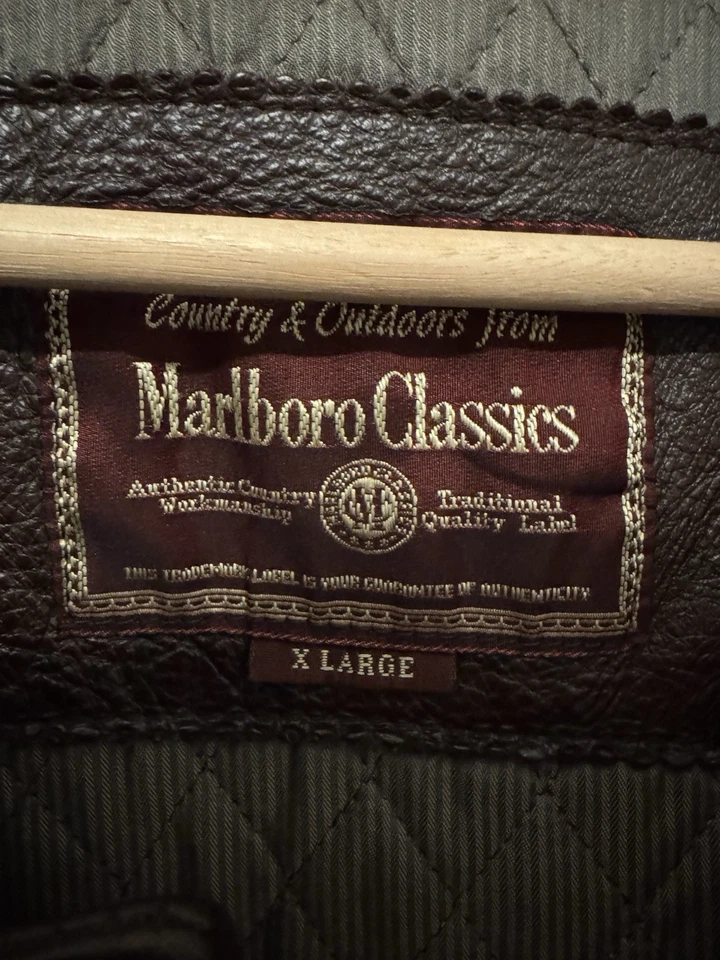 Country & Outdoors from
Marlboro Classics
Authentic Country
Workmanship
Traditional
Quality Label
THIS TRADEMARK LABEL IS YOUR GUARANTEE OF AUTHENTICITY
X LARGE